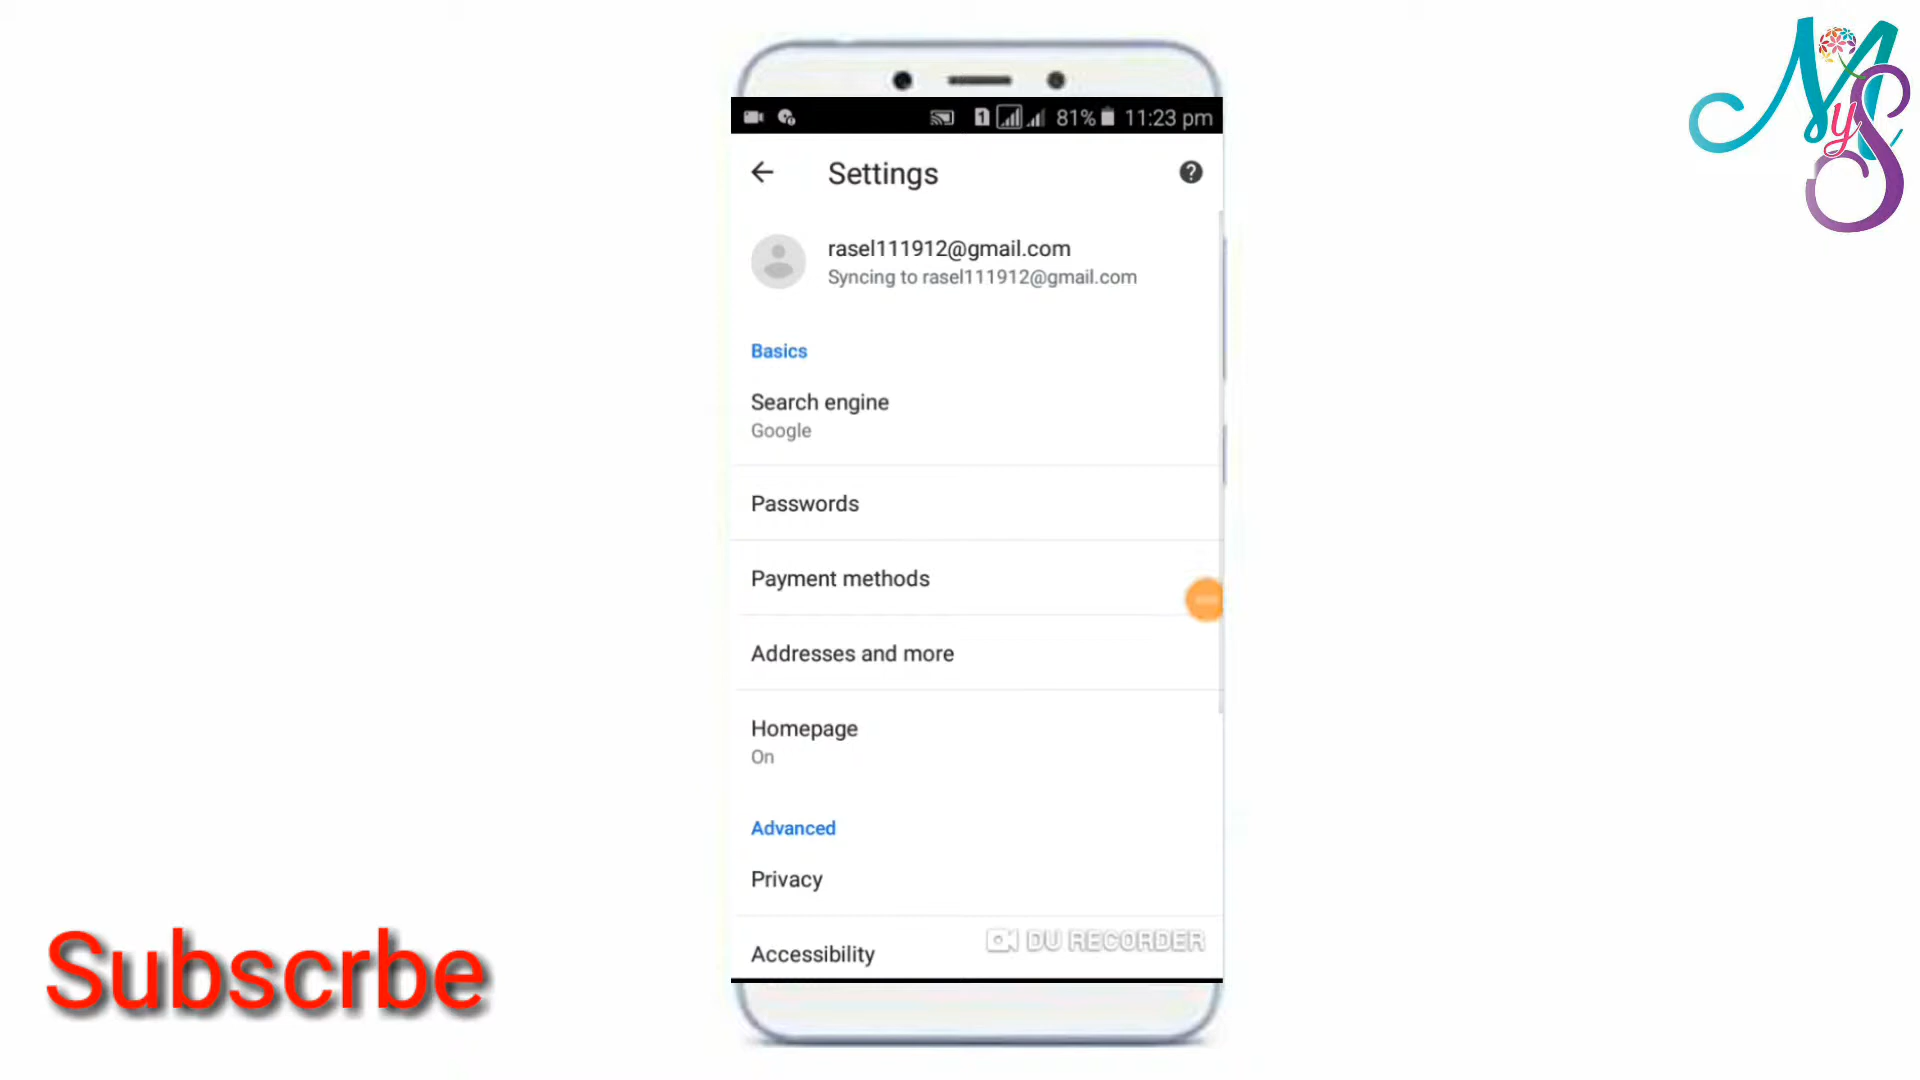 MyS
81% 11:23 pm
Settings
rasel111912@gmail.com
Syncing to rasel111912@gmail.com
Basics
Search engine
Google
Passwords
Payment methods
Addresses and more
Homepage
On
Advanced
Privacy
Accessibility
DU RECORDER
Subscrbe